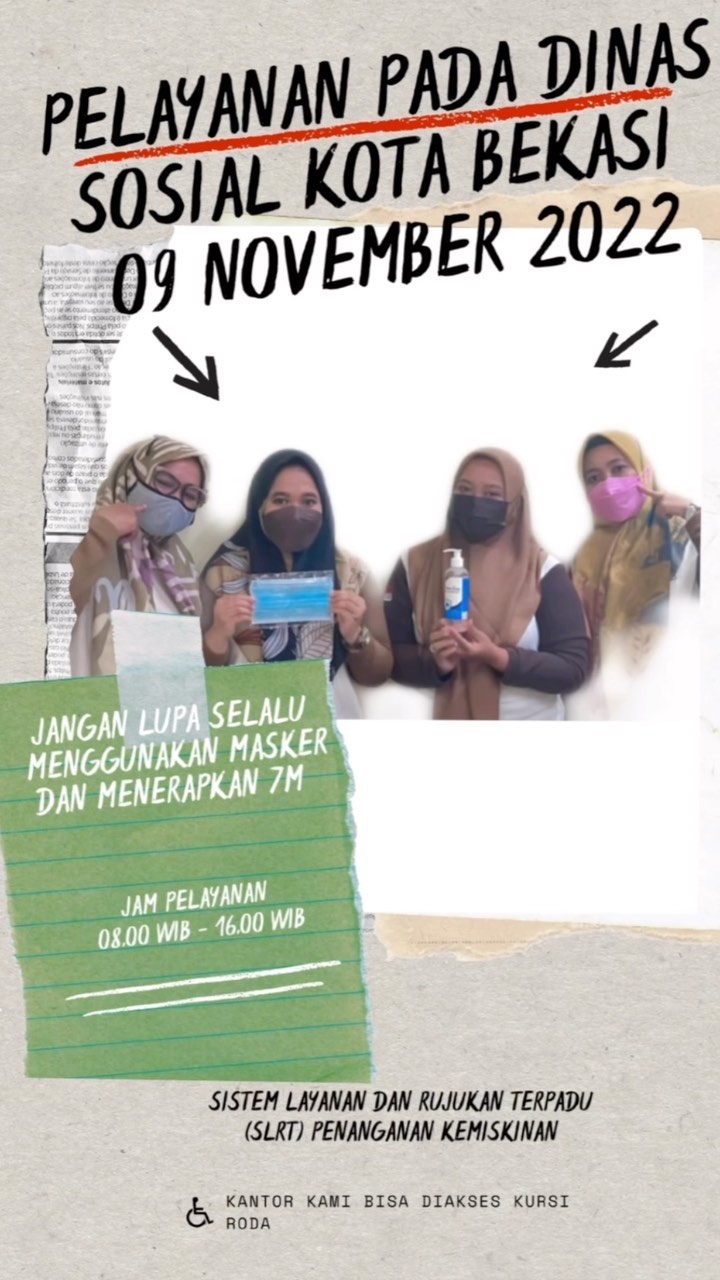 PELAYANAN PADA DINAS
SOSIAL KOTA BEKASI
09 NOVEMBER 2022
JANGAN LUPA SELALU
MENGGUNAKAN MASKER
DAN MENERAPKAN 7M
JAM PELAYANAN
08.00 WIB - 16.00 WIB
SISTEM LAYANAN DAN RUJUKAN TERPADU
(SLRT) PENANGANAN KEMISKINAN
KANTOR KAMI BISA DIAKSES KURSI
RODA